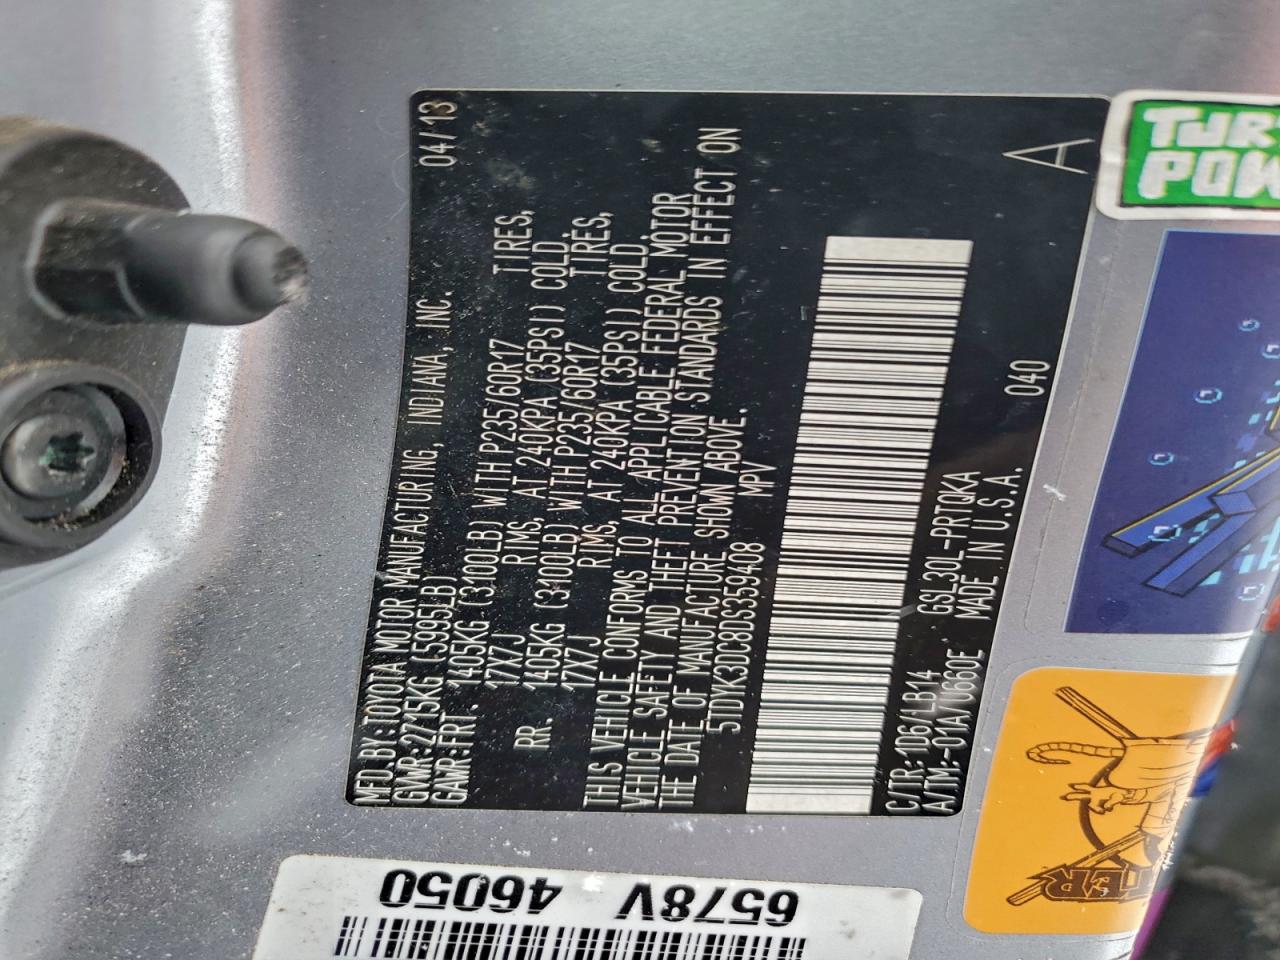 MFD.BY:TOYOTA MOTOR MANUFACTURING, INDIANA, INC. 04/13
GVWR:2715KG (5995LB)
GAWR:FRT. 1405KG (3100LB) WITH P235/60R17 TIRES,
17X7J RIMS, AT 240KPA (35PSI) COLD
RR. 1405KG (3100LB) WITH P235/60R17 TIRES,
17X7J RIMS, AT 240KPA (35PSI) COLD.
THIS VEHICLE CONFORMS TO ALL APPLICABLE FEDERAL MOTOR
VEHICLE SAFETY AND THEFT PREVENTION STANDARDS IN EFFECT ON
THE DATE OF MANUFACTURE SHOWN ABOVE.
5TDYK3DC8DS359408 MPV
C/TR:1D6/LB14 GSL30L-PRTQKA 040 A
A/TM:-01A/U660E MADE IN U.S.A.
6578V 46050